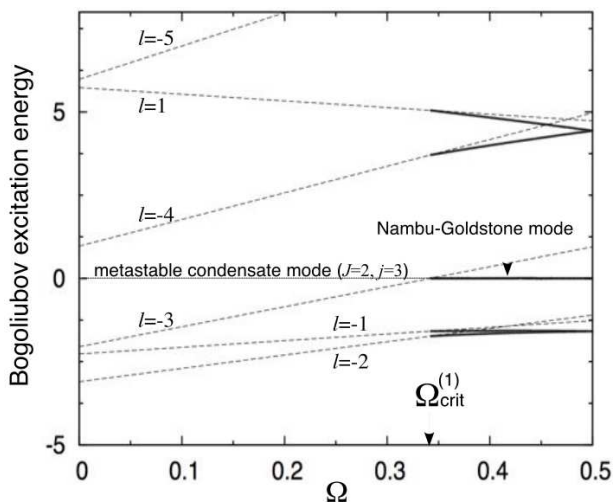 Bogoliubov excitation energy
5
0
-5
l=-5
l=1
l=-4
Nambu-Goldstone mode
metastable condensate mode (J=2, j=3)
l=-3
l=-1
l=-2
Ω(1)crit
0 0.1 0.2 0.3 0.4 0.5
Ω